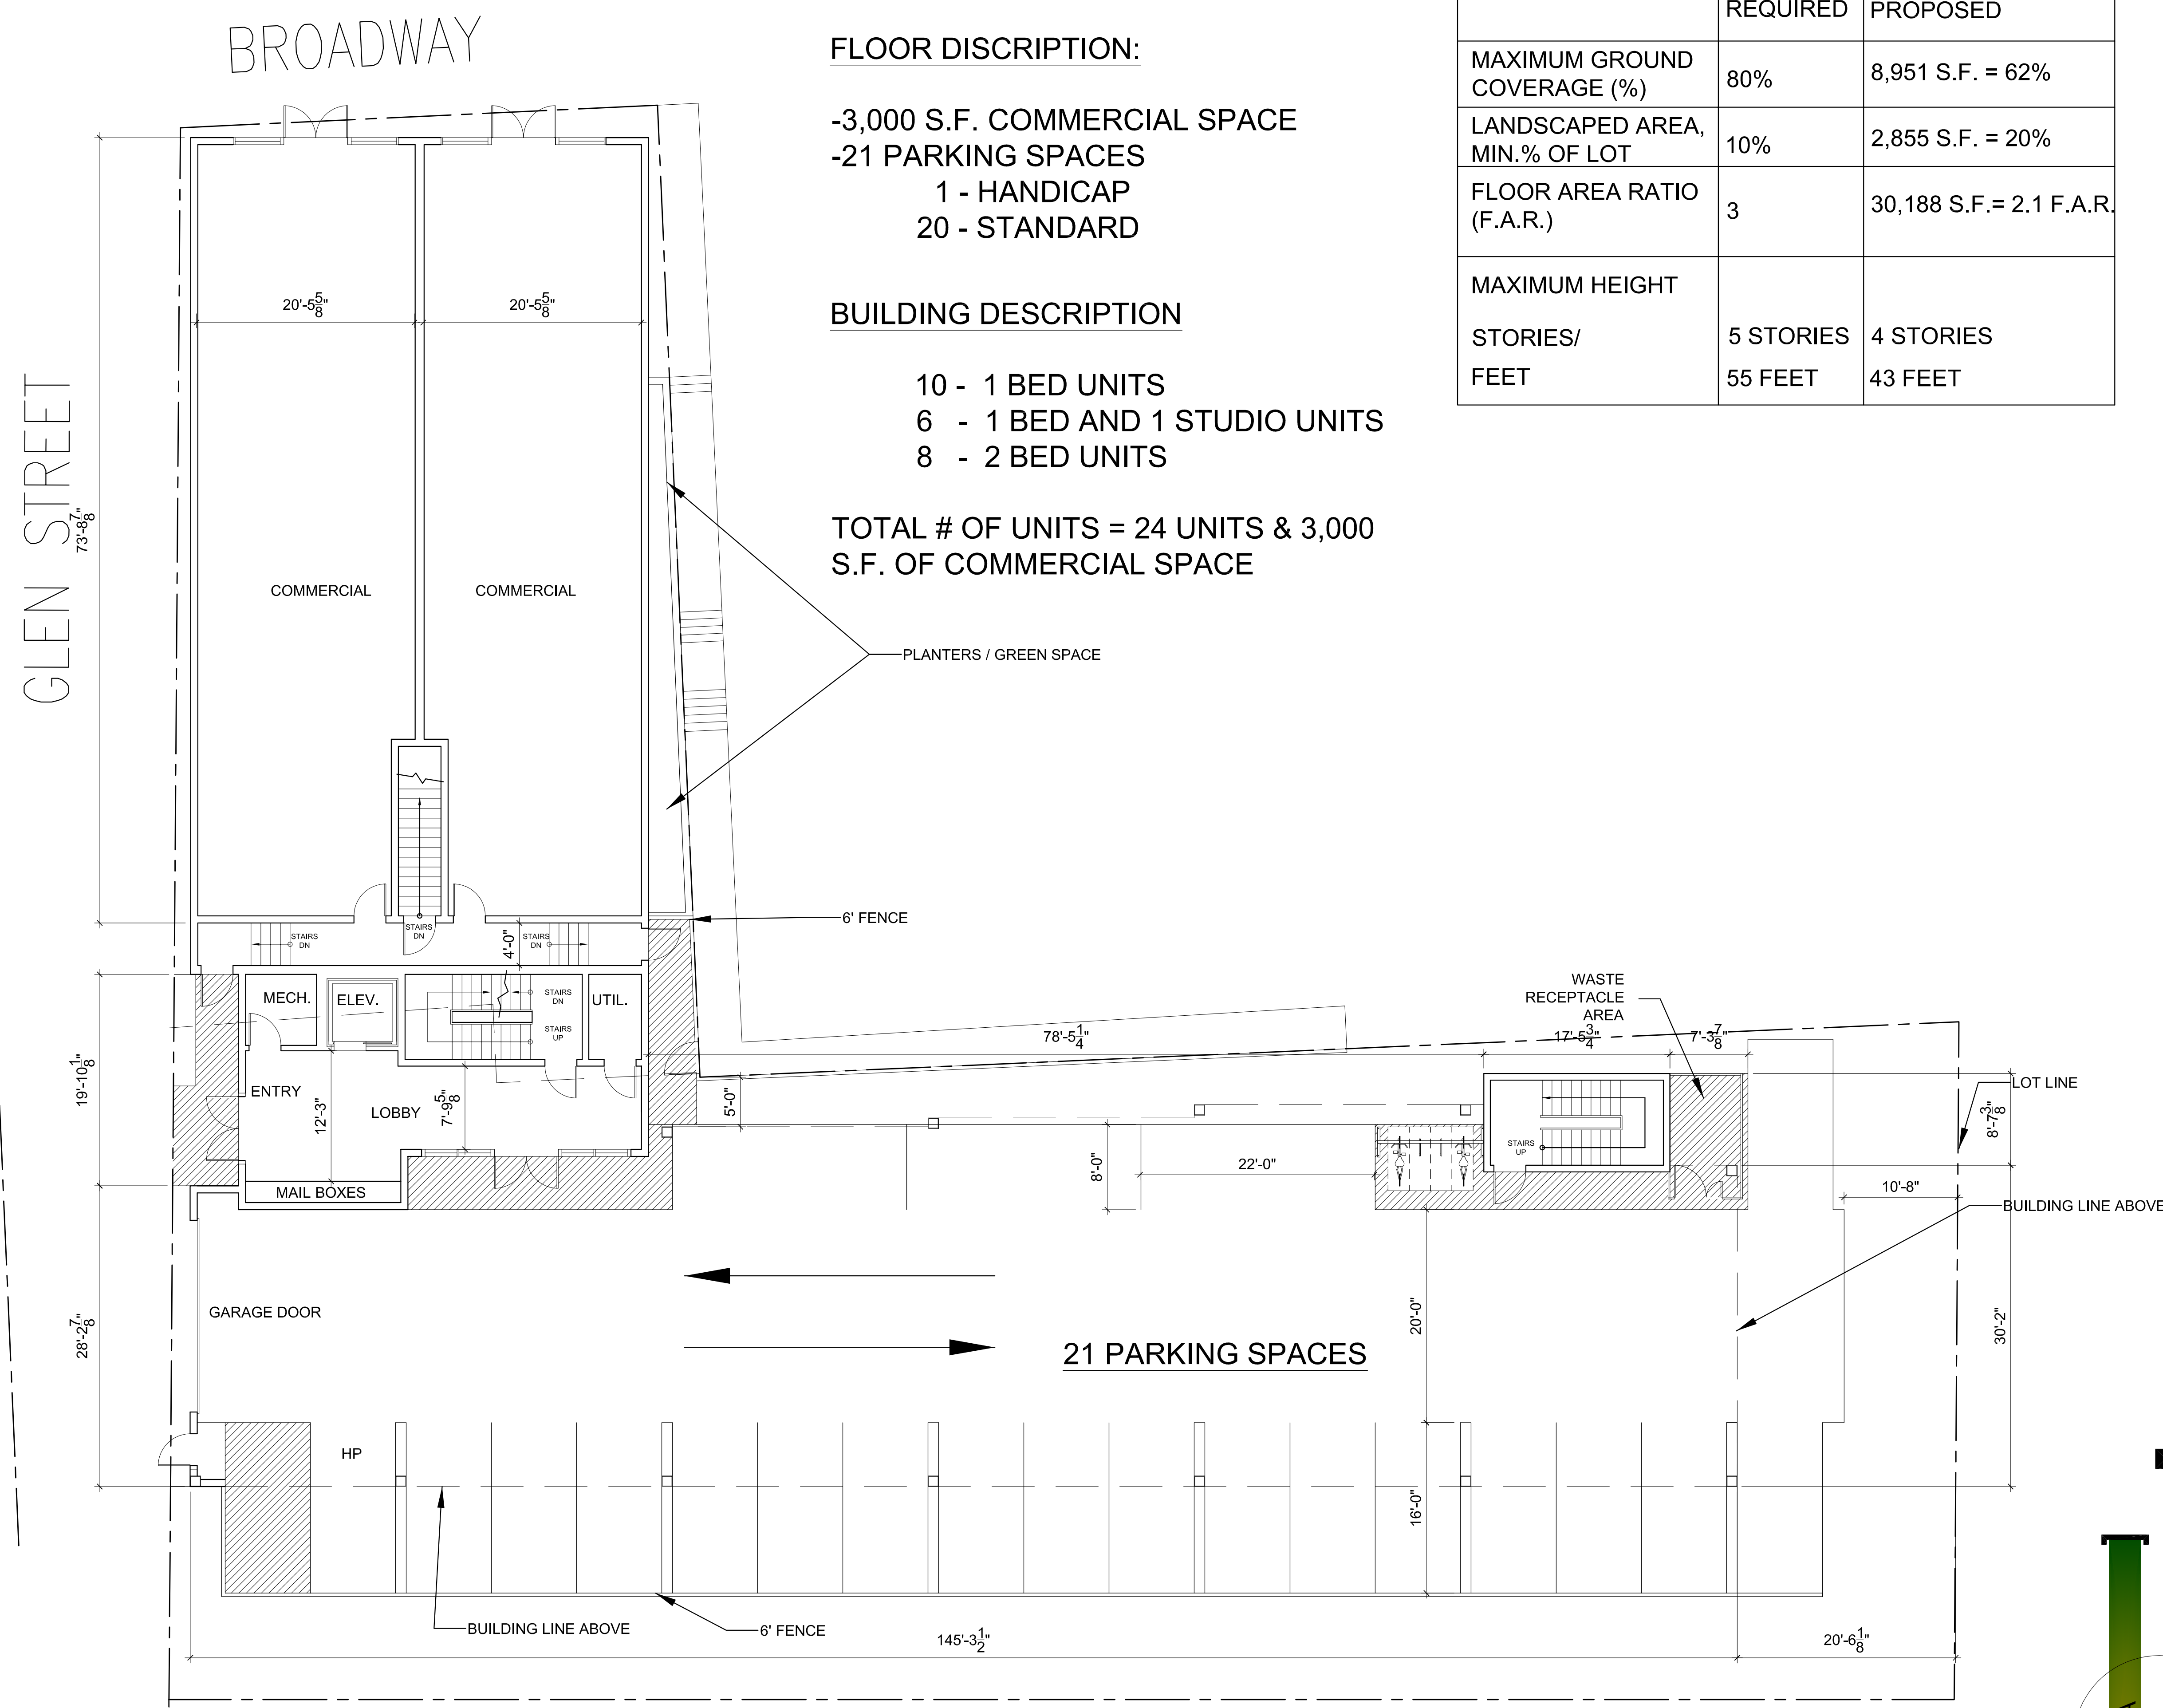 BROADWAY
GLEN STREET
FLOOR DISCRIPTION:
-3,000 S.F. COMMERCIAL SPACE
-21 PARKING SPACES
1 - HANDICAP
20 - STANDARD
BUILDING DESCRIPTION
10 - 1 BED UNITS
6 - 1 BED AND 1 STUDIO UNITS
8 - 2 BED UNITS
TOTAL # OF UNITS = 24 UNITS & 3,000
S.F. OF COMMERCIAL SPACE
REQUIRED PROPOSED
MAXIMUM GROUND
COVERAGE (%) 80% 8,951 S.F. = 62%
LANDSCAPED AREA,
MIN.% OF LOT 10% 2,855 S.F. = 20%
FLOOR AREA RATIO
(F.A.R.) 3 30,188 S.F.= 2.1 F.A.R.
MAXIMUM HEIGHT
STORIES/ 5 STORIES 4 STORIES
FEET 55 FEET 43 FEET
20'-5 5/8" 20'-5 5/8"
73'-8 7/8"
COMMERCIAL COMMERCIAL
PLANTERS / GREEN SPACE
6' FENCE
STAIRS
DN
STAIRS
DN
STAIRS
DN
4'-0"
MECH.
ELEV.
STAIRS
DN
STAIRS
UP
UTIL.
19'-10 1/8"
ENTRY
LOBBY
12'-3"
7'-9 5/8"
MAIL BOXES
5'-0"
78'-5 1/4"
17'-5 3/4"
7'-3 7/8"
WASTE
RECEPTACLE
AREA
LOT LINE
8'-7 3/8"
STAIRS
UP
8'-0"
22'-0"
10'-8"
BUILDING LINE ABOVE
GARAGE DOOR
28'-2 7/8"
20'-0"
30'-2"
21 PARKING SPACES
HP
16'-0"
BUILDING LINE ABOVE
6' FENCE
145'-3 1/2"
20'-6 1/8"